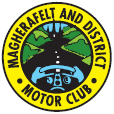 MAGHERAFELT AND DISTRICT
• MOTOR CLUB •